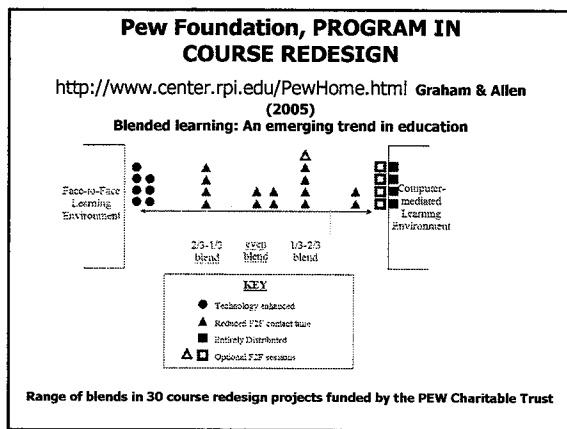 Pew Foundation, PROGRAM IN
COURSE REDESIGN
http://www.center.rpi.edu/PewHome.html Graham & Allen
(2005)
Blended learning: An emerging trend in education
Face-to-Face
Learning
Environment
Computer-
mediated
Learning
Environment
2/3-1/3
blend
even
blend
1/3-2/3
blend
KEY
Technology enhanced
Reduced F2F contact time
Entirely Distributed
Optional F2F sessions
Range of blends in 30 course redesign projects funded by the PEW Charitable Trust